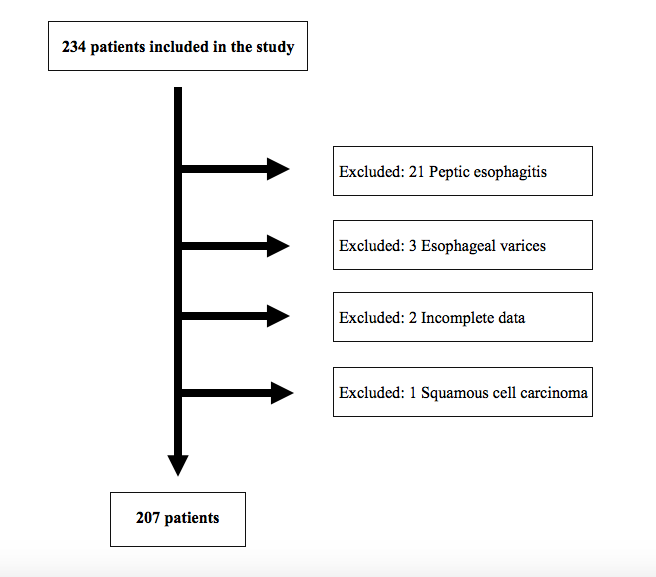 234 patients included in the study
Excluded: 21 Peptic esophagitis
Excluded: 3 Esophageal varices
Excluded: 2 Incomplete data
Excluded: 1 Squamous cell carcinoma
207 patients